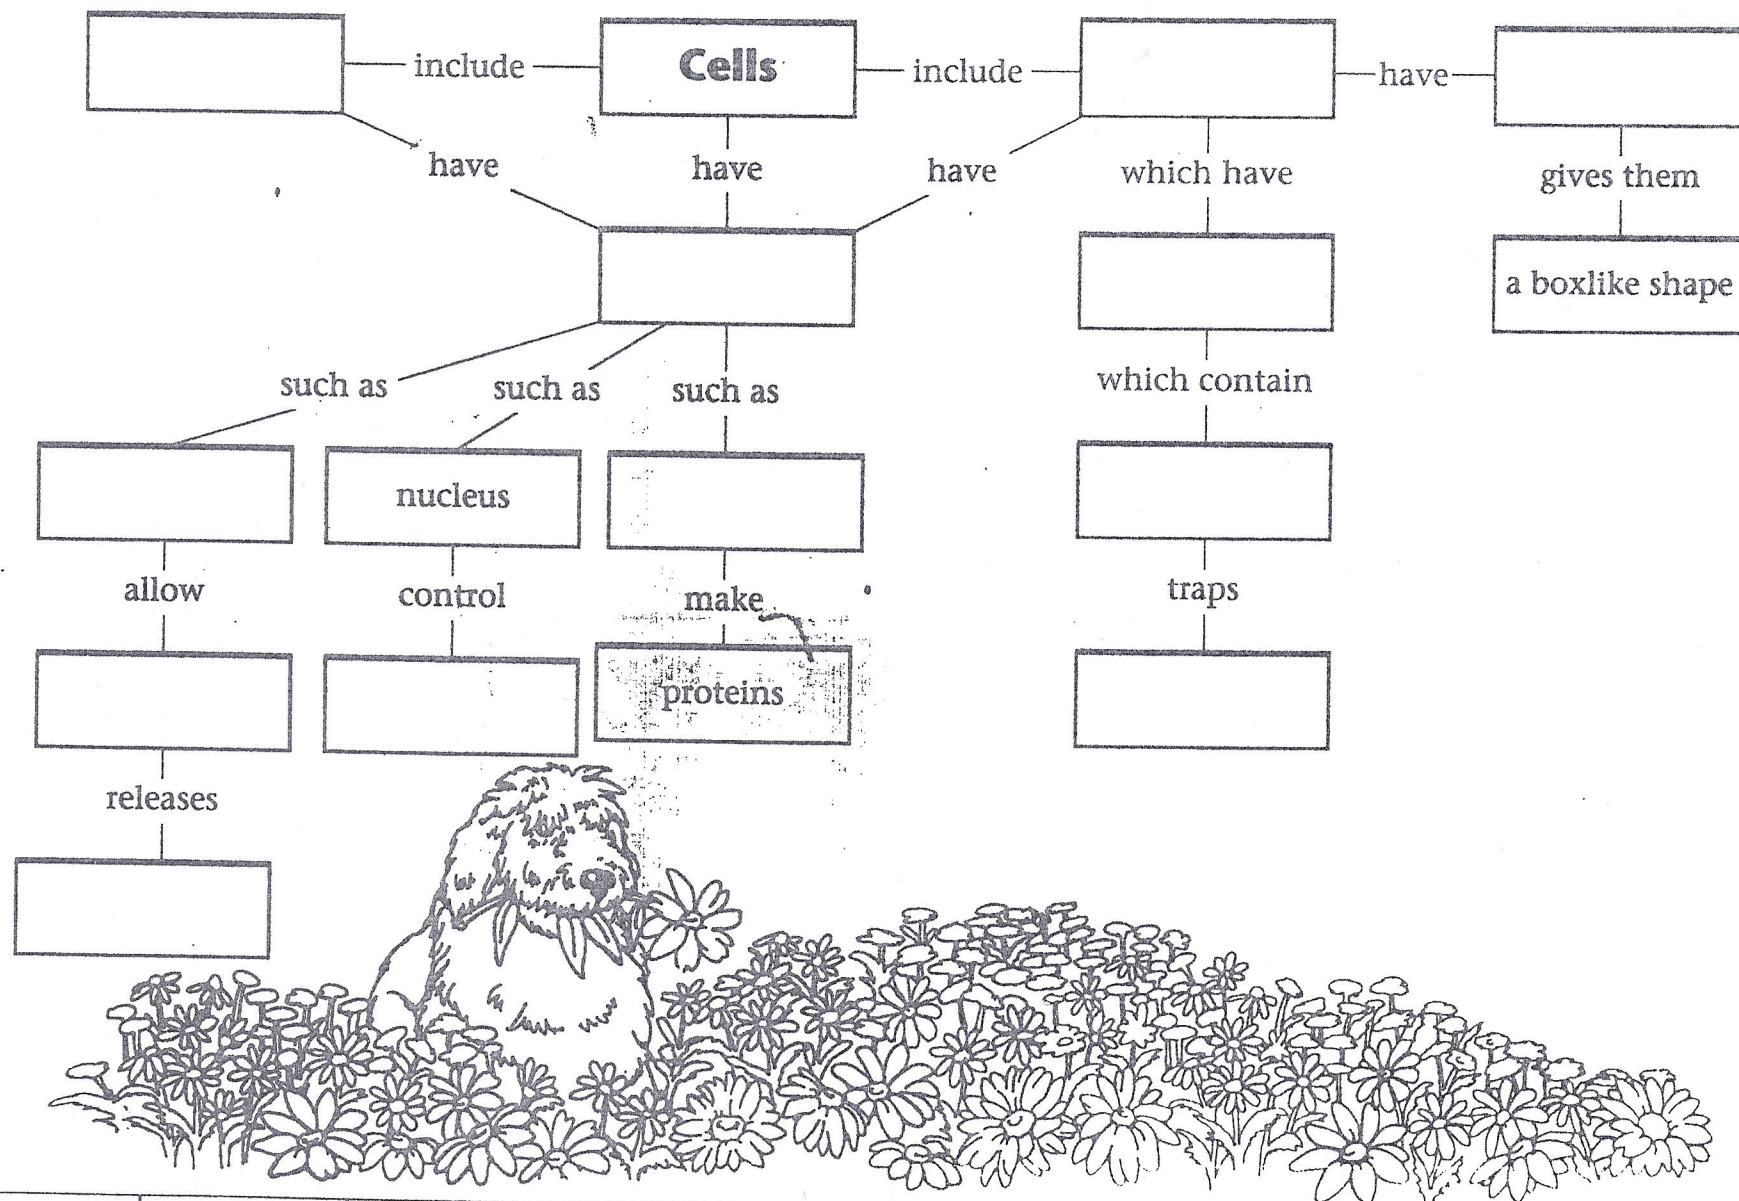 include
Cells
include
have
have
have
have
which have
gives them
a boxlike shape
such as
such as
such as
which contain
nucleus
allow
control
make
traps
proteins
releases